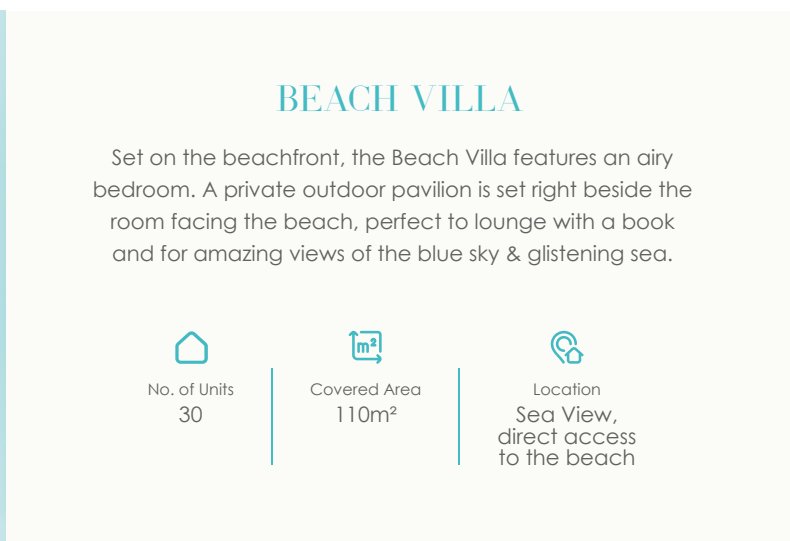 BEACH VILLA
Set on the beachfront, the Beach Villa features an airy
bedroom. A private outdoor pavilion is set right beside the
room facing the beach, perfect to lounge with a book
and for amazing views of the blue sky & glistening sea.
m²
No. of Units
30
Covered Area
110m²
Location
Sea View,
direct access
to the beach